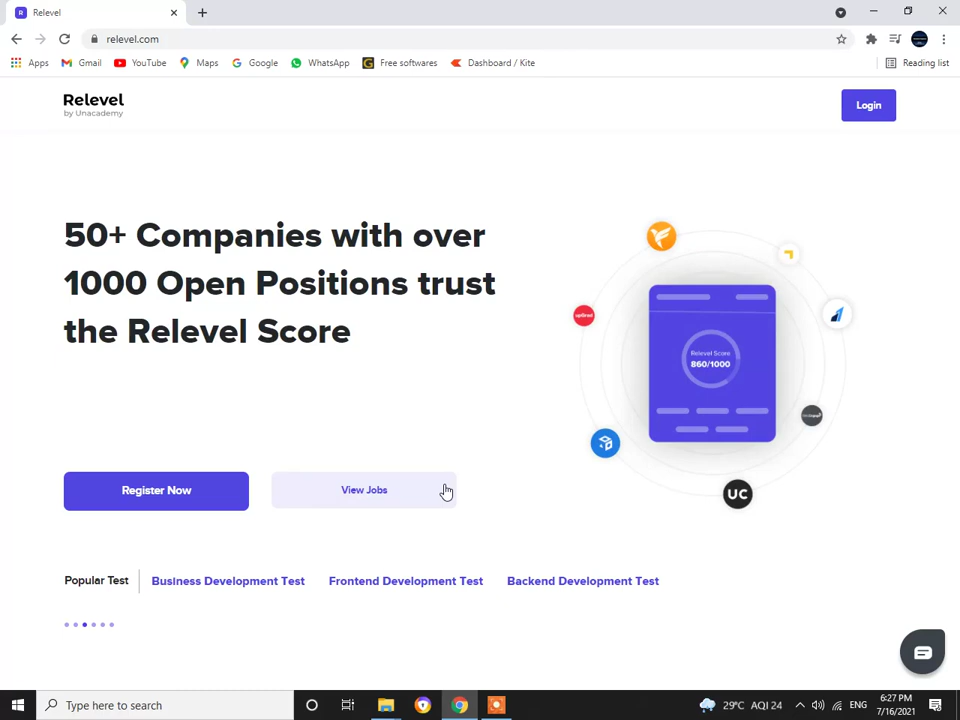 Relevel
relevel.com
Apps
Gmail
YouTube
Maps
Google
WhatsApp
Free softwares
Dashboard / Kite
Reading list
Relevel
by Unacademy
Login
50+ Companies with over
1000 Open Positions trust
the Relevel Score
Relevel Score
860/1000
upGrad
UC
Register Now
View Jobs
Popular Test
Business Development Test
Frontend Development Test
Backend Development Test
Type here to search
29°C AQI 24
ENG
6:27 PM
7/16/2021